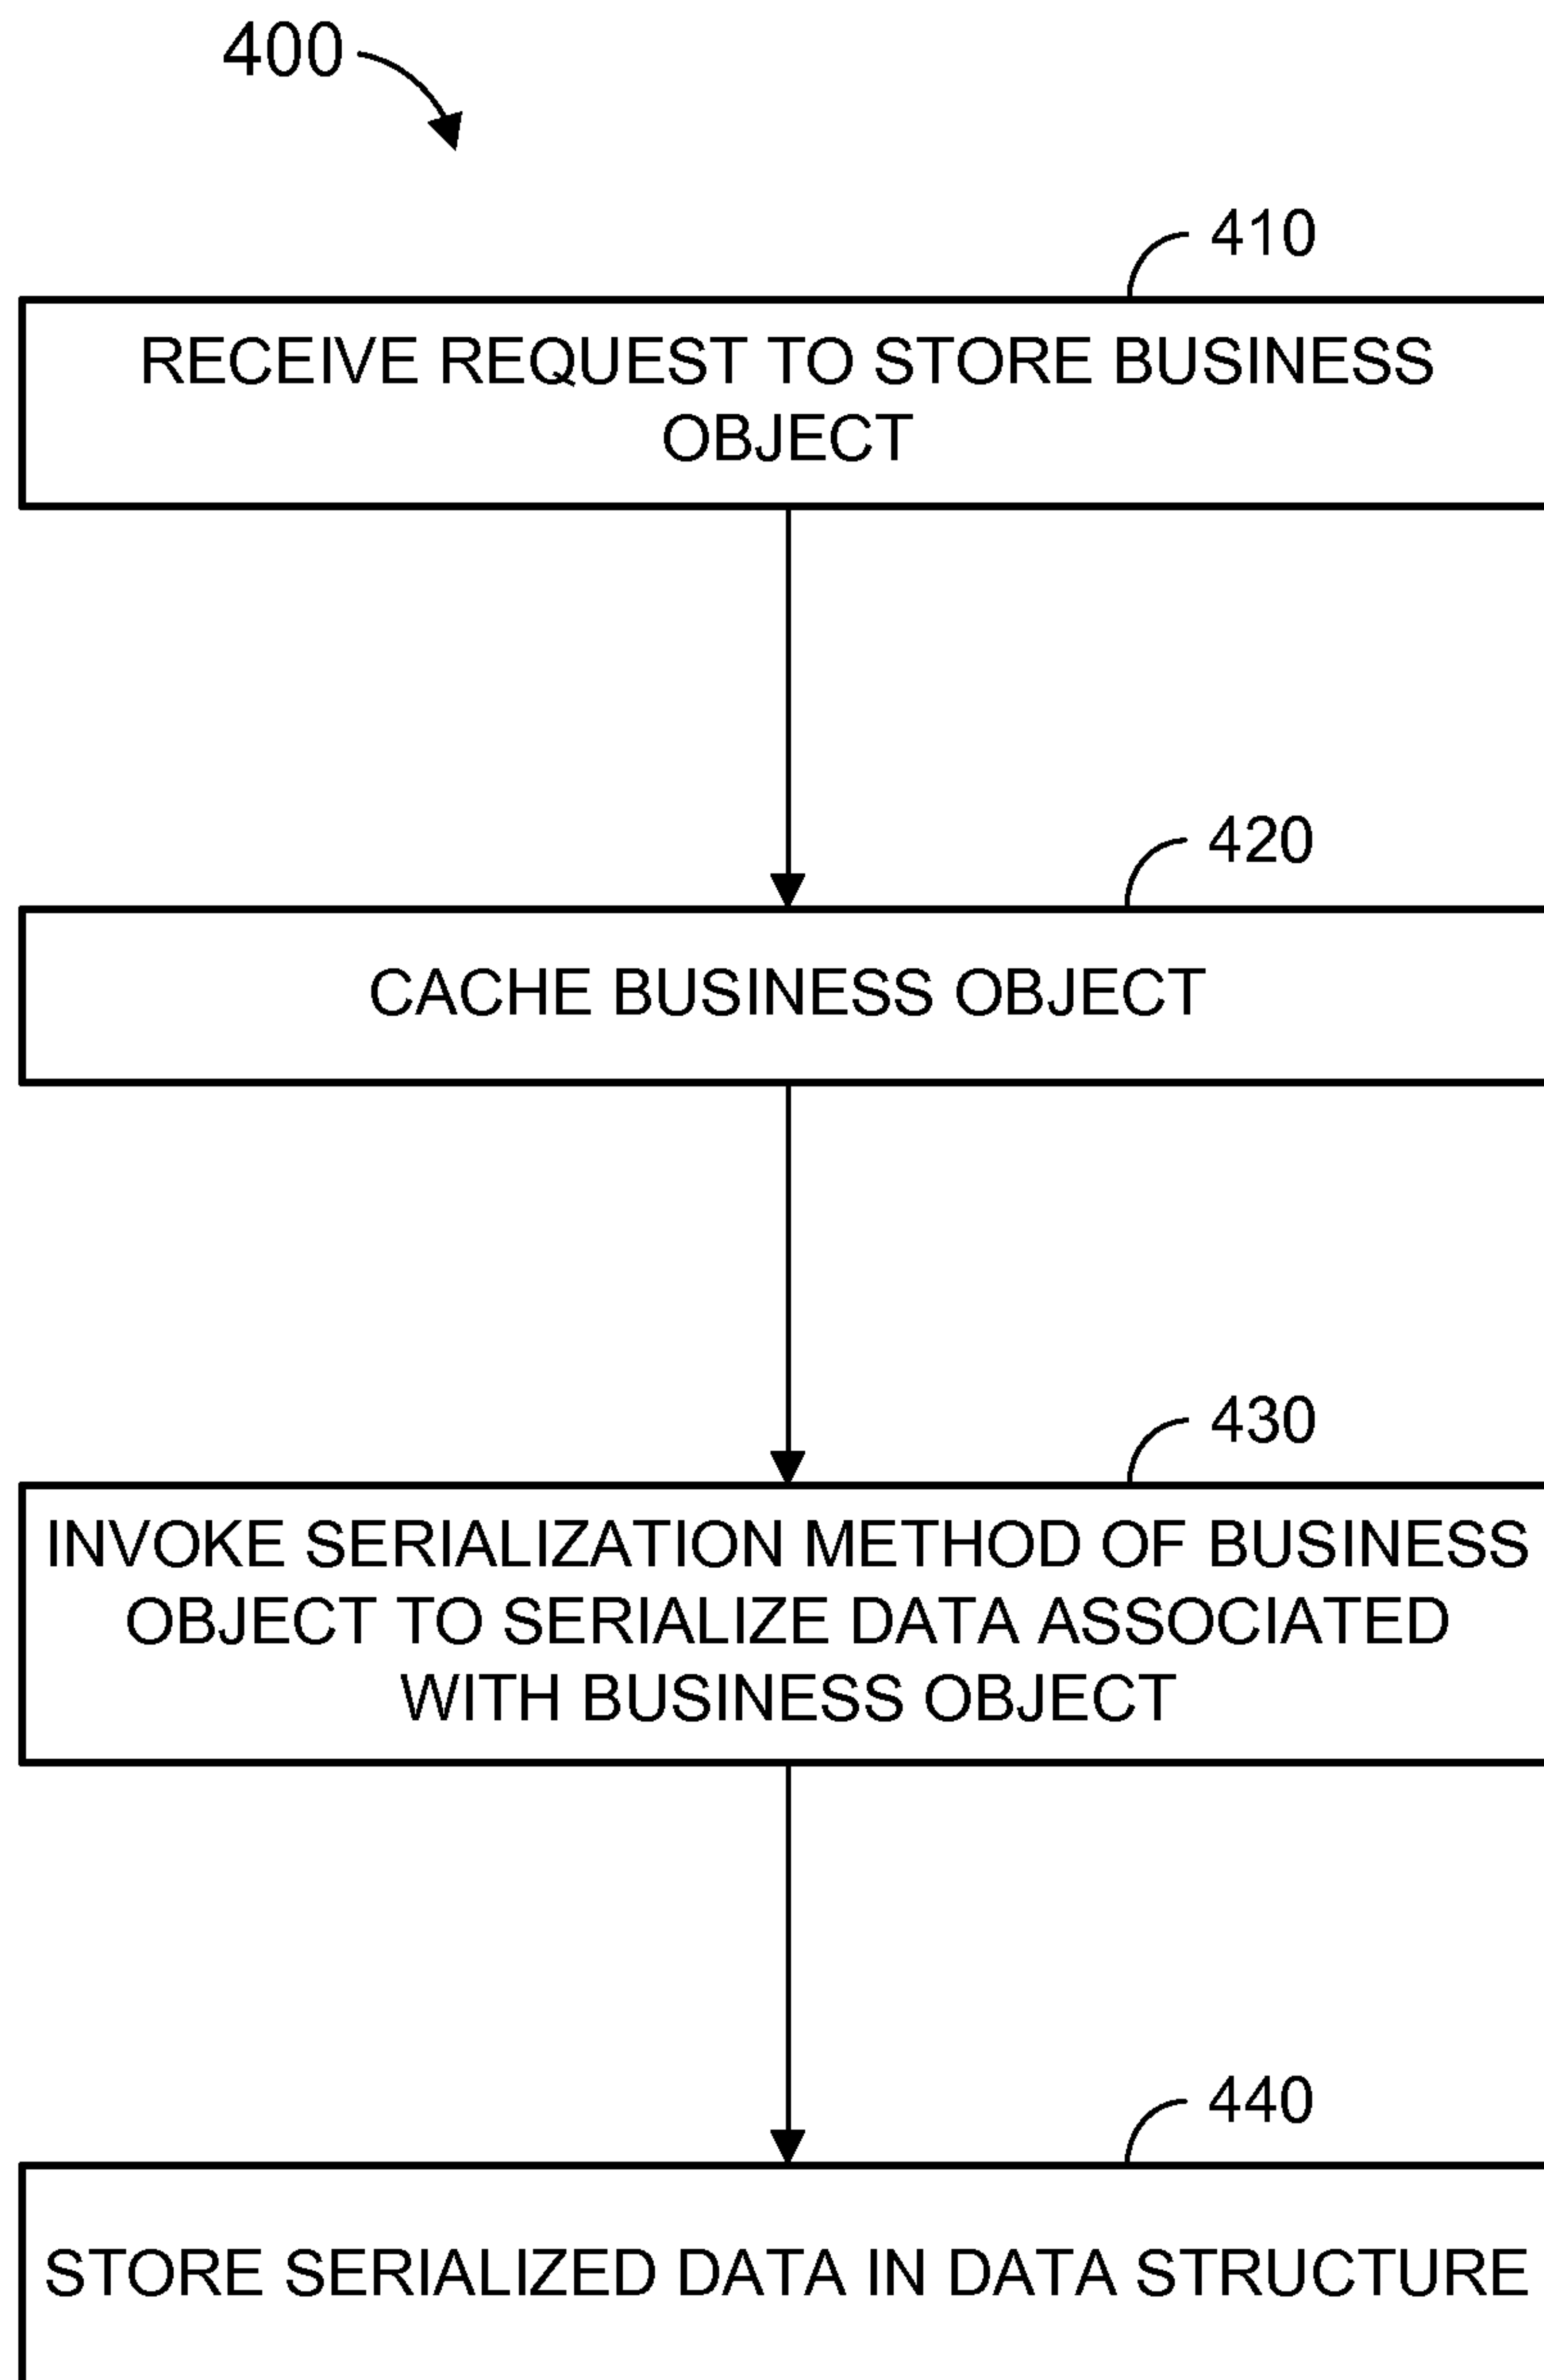 400
410
RECEIVE REQUEST TO STORE BUSINESS
OBJECT
420
CACHE BUSINESS OBJECT
430
INVOKE SERIALIZATION METHOD OF BUSINESS
OBJECT TO SERIALIZE DATA ASSOCIATED
WITH BUSINESS OBJECT
440
STORE SERIALIZED DATA IN DATA STRUCTURE